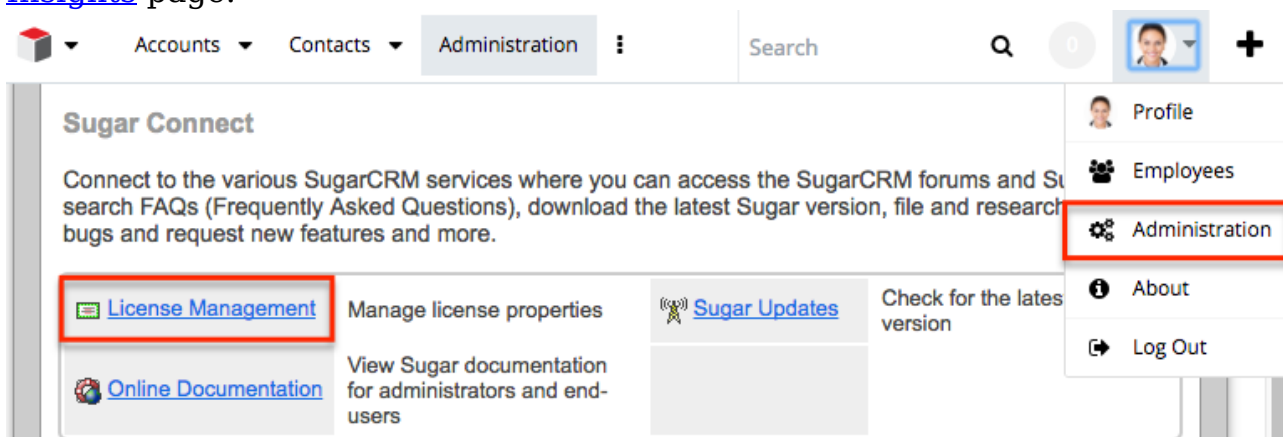 Insights page.
Accounts Contacts Administration Search 0
Sugar Connect
Connect to the various SugarCRM services where you can access the SugarCRM forums and
search FAQs (Frequently Asked Questions), download the latest Sugar version, file and research
bugs and request new features and more.
License Management Manage license properties Sugar Updates Check for the lates
version
Online Documentation View Sugar documentation
for administrators and end-
users
Profile
Employees
Administration
About
Log Out